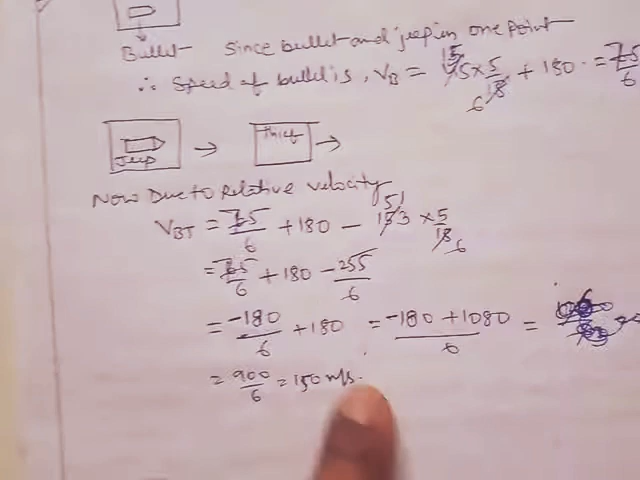 Bullet Since bullet and jeep in one point
∴ Speed of bullet is, VB = 45 15 × 5/18 6 + 180 = 75/6
Jeep → Thief →
Now Due to Relative velocity
VBT = 75/6 + 180 - 153 51 × 5/18 6
= 75/6 + 180 - 255/6
= -180/6 + 180 = -180 + 1080/6 =
= 900/6 = 150 m/s.